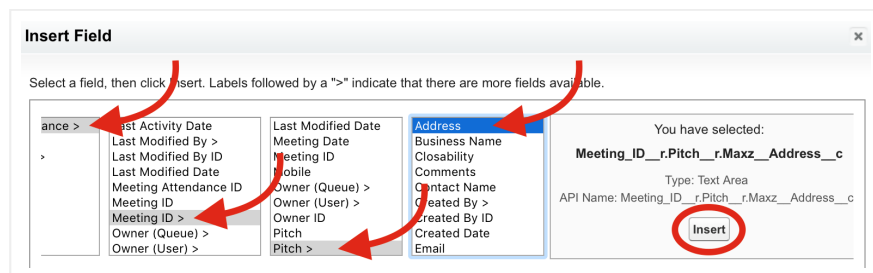 Insert Field
Select a field, then click Insert. Labels followed by a ">" indicate that there are more fields available.
ance >
>
Last Activity Date
Last Modified By >
Last Modified By ID
Last Modified Date
Meeting Attendance ID
Meeting ID
Meeting ID >
Owner (Queue) >
Owner (User) >
Last Modified Date
Meeting Date
Meeting ID
Mobile
Owner (Queue) >
Owner (User) >
Owner ID
Pitch
Pitch >
Address
Business Name
Closability
Comments
Contact Name
Created By >
Created By ID
Created Date
Email
You have selected:
Meeting_ID__r.Pitch__r.Maxz__Address__c
Type: Text Area
API Name: Meeting_ID__r.Pitch__r.Maxz__Address__c
Insert